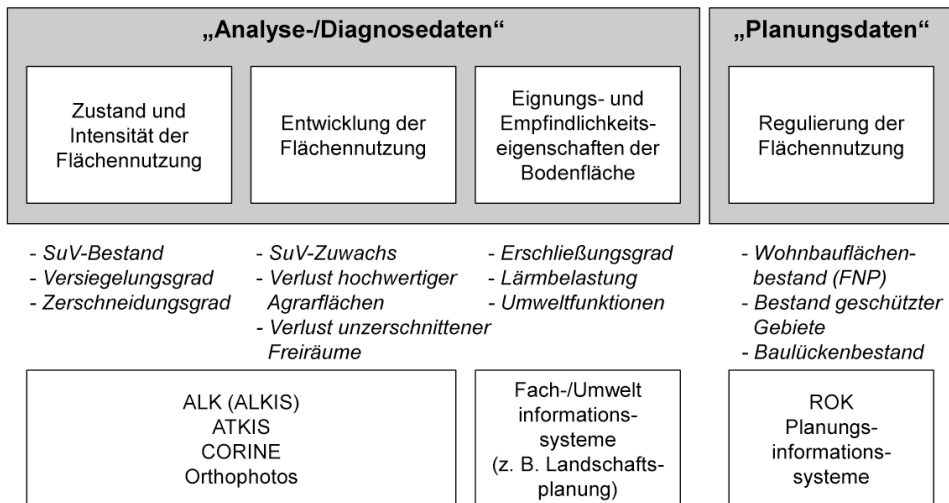 „Analyse-/Diagnosedaten“
Zustand und
Intensität der
Flächennutzung
Entwicklung der
Flächennutzung
Eignungs- und
Empfindlichkeits-
eigenschaften der
Bodenfläche
„Planungsdaten“
Regulierung der
Flächennutzung
- SuV-Bestand
- Versiegelungsgrad
- Zerschneidungsgrad
- SuV-Zuwachs
- Verlust hochwertiger
Agrarflächen
- Verlust unzerschnittener
Freiräume
- Erschließungsgrad
- Lärmbelastung
- Umweltfunktionen
- Wohnbauflächen-
bestand (FNP)
- Bestand geschützter
Gebiete
- Baulückenbestand
ALK (ALKIS)
ATKIS
CORINE
Orthophotos
Fach-/Umwelt
informations-
systeme
(z. B. Landschafts-
planung)
ROK
Planungs-
informations-
systeme